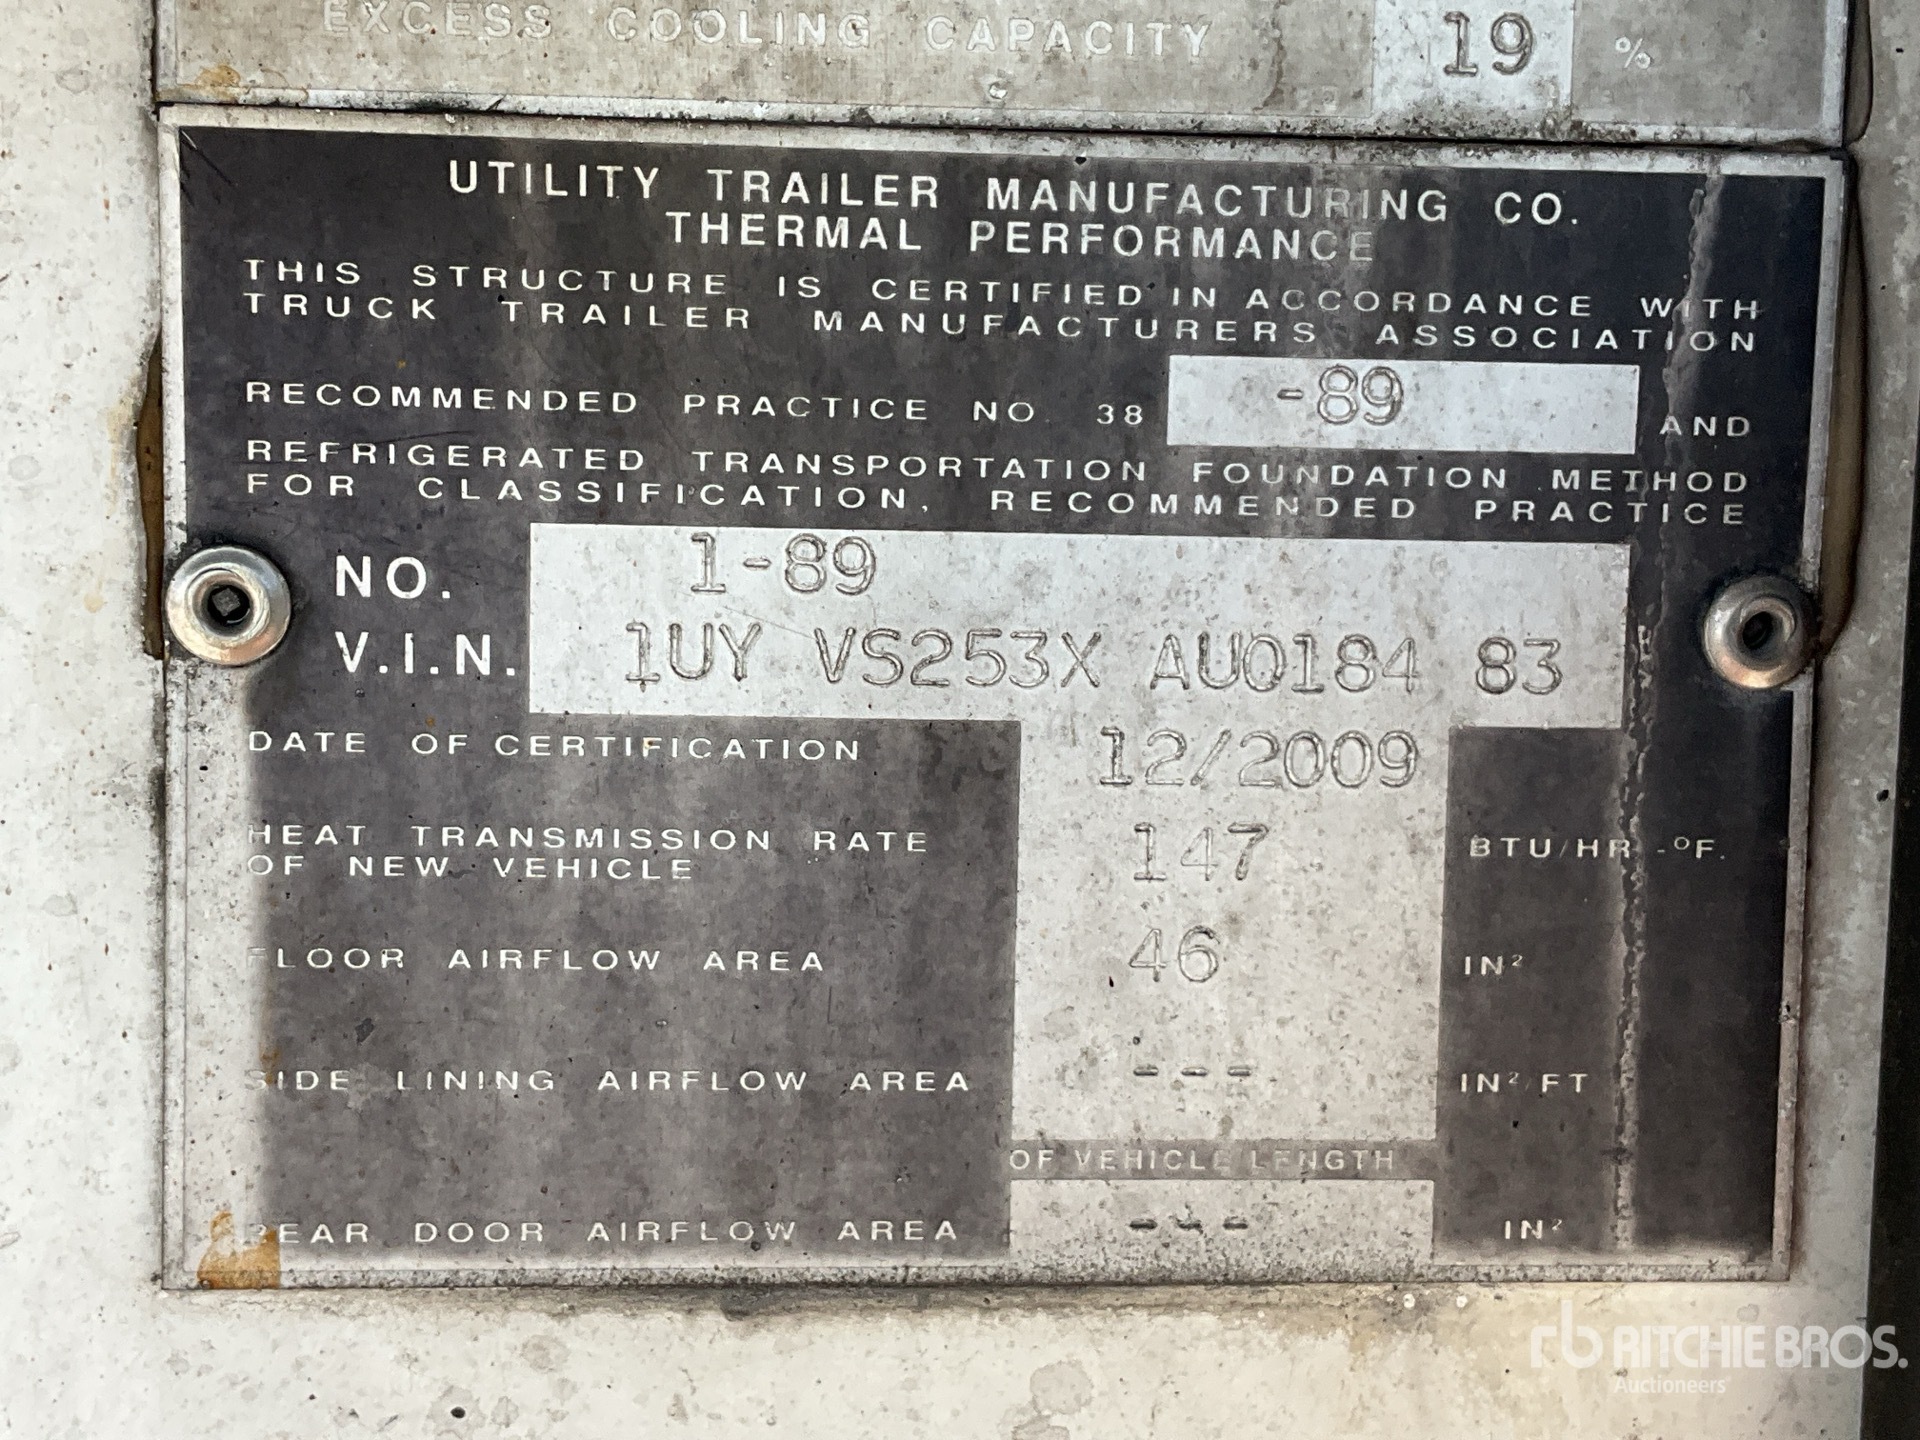 EXCESS COOLING CAPACITY 19 %
UTILITY TRAILER MANUFACTURING CO.
THERMAL PERFORMANCE
THIS STRUCTURE IS CERTIFIED IN ACCORDANCE WITH
TRUCK TRAILER MANUFACTURERS ASSOCIATION
RECOMMENDED PRACTICE NO. 38 -89 AND
REFRIGERATED TRANSPORTATION FOUNDATION METHOD
FOR CLASSIFICATION, RECOMMENDED PRACTICE
NO. 1-89
V.I.N. 1UY VS253X AU0184 83
DATE OF CERTIFICATION 12/2009
HEAT TRANSMISSION RATE
OF NEW VEHICLE 147 BTU/HR-°F.
FLOOR AIRFLOW AREA 46 IN²
SIDE LINING AIRFLOW AREA --- IN²/FT
OF VEHICLE LENGTH
REAR DOOR AIRFLOW AREA --- IN²
rb RITCHIE BROS.
Auctioneers